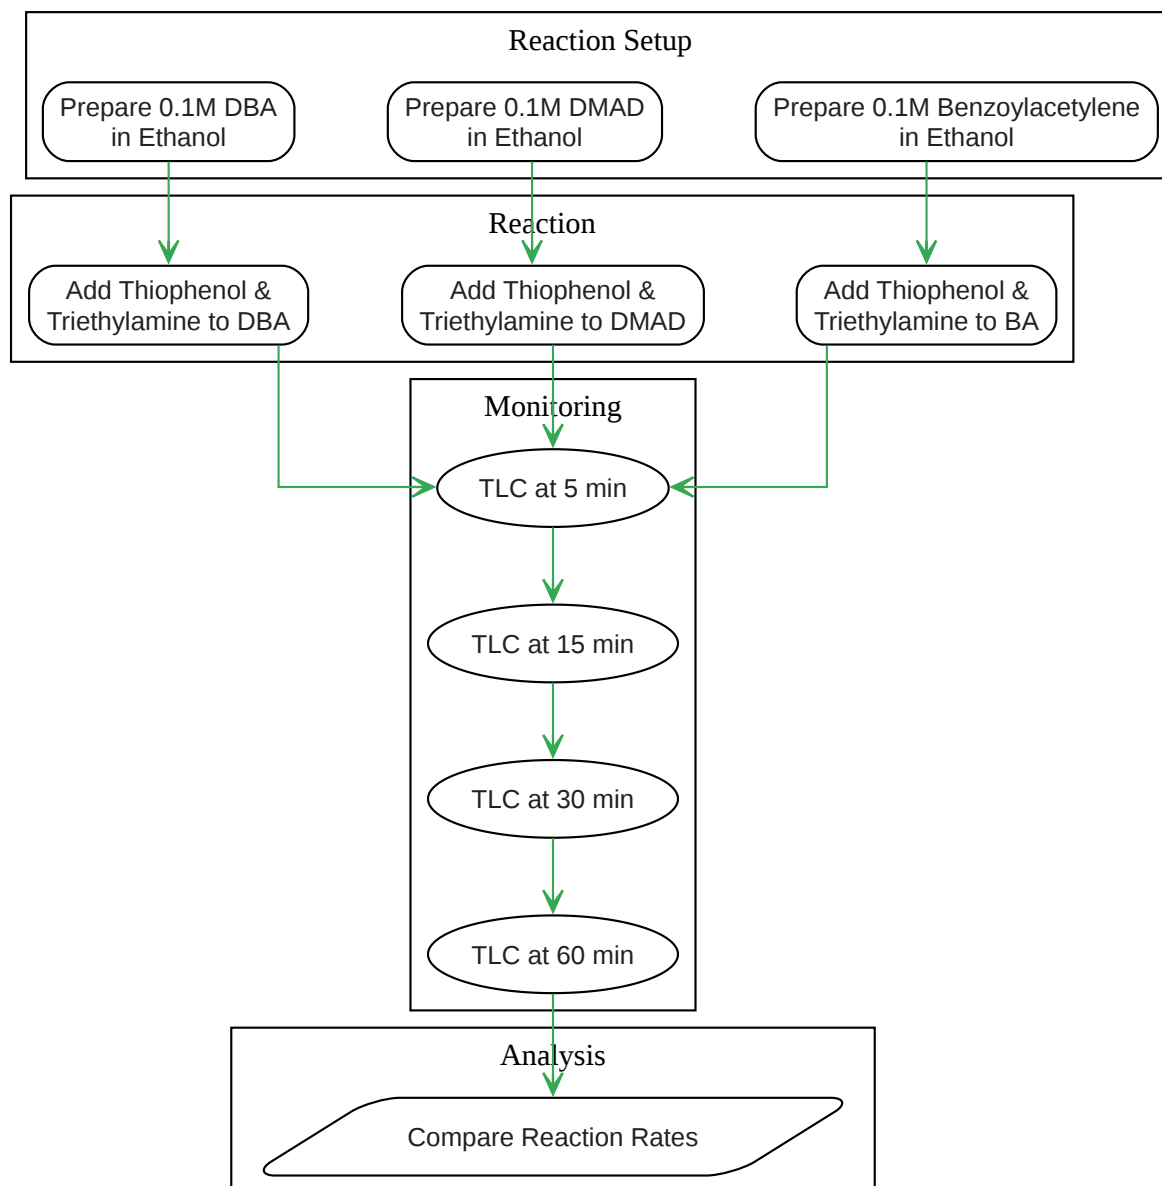 Reaction Setup
Prepare 0.1M DBA
in Ethanol
Prepare 0.1M DMAD
in Ethanol
Prepare 0.1M Benzoylacetylene
in Ethanol
Reaction
Add Thiophenol &
Triethylamine to DBA
Add Thiophenol &
Triethylamine to DMAD
Add Thiophenol &
Triethylamine to BA
Monitoring
TLC at 5 min
TLC at 15 min
TLC at 30 min
TLC at 60 min
Analysis
Compare Reaction Rates